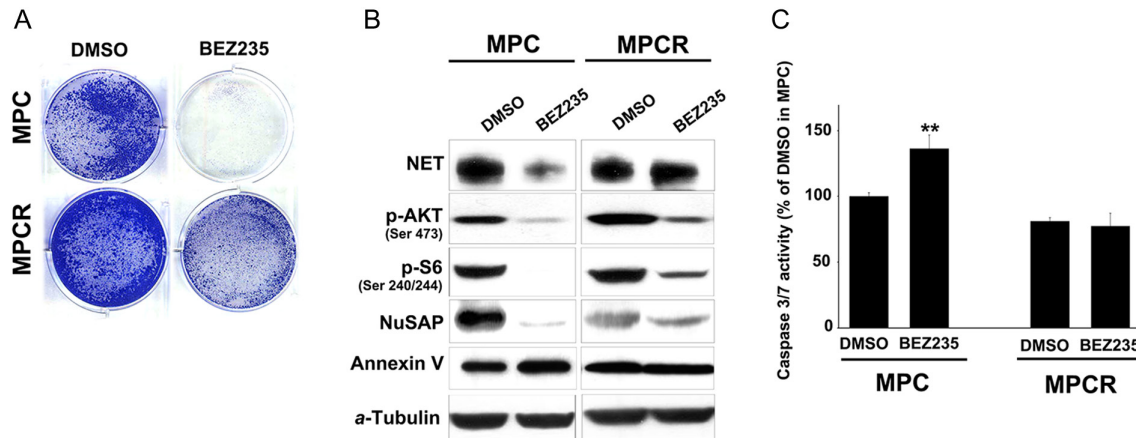 A
DMSO
BEZ235
MPC
MPCR
B
MPC
MPCR
DMSO
BEZ235
DMSO
BEZ235
NET
p-AKT
(Ser 473)
p-S6
(Ser 240/244)
NuSAP
Annexin V
a-Tubulin
C
Caspase 3/7 activity (% of DMSO in MPC)
150
100
50
0
**
DMSO
BEZ235
DMSO
BEZ235
MPC
MPCR